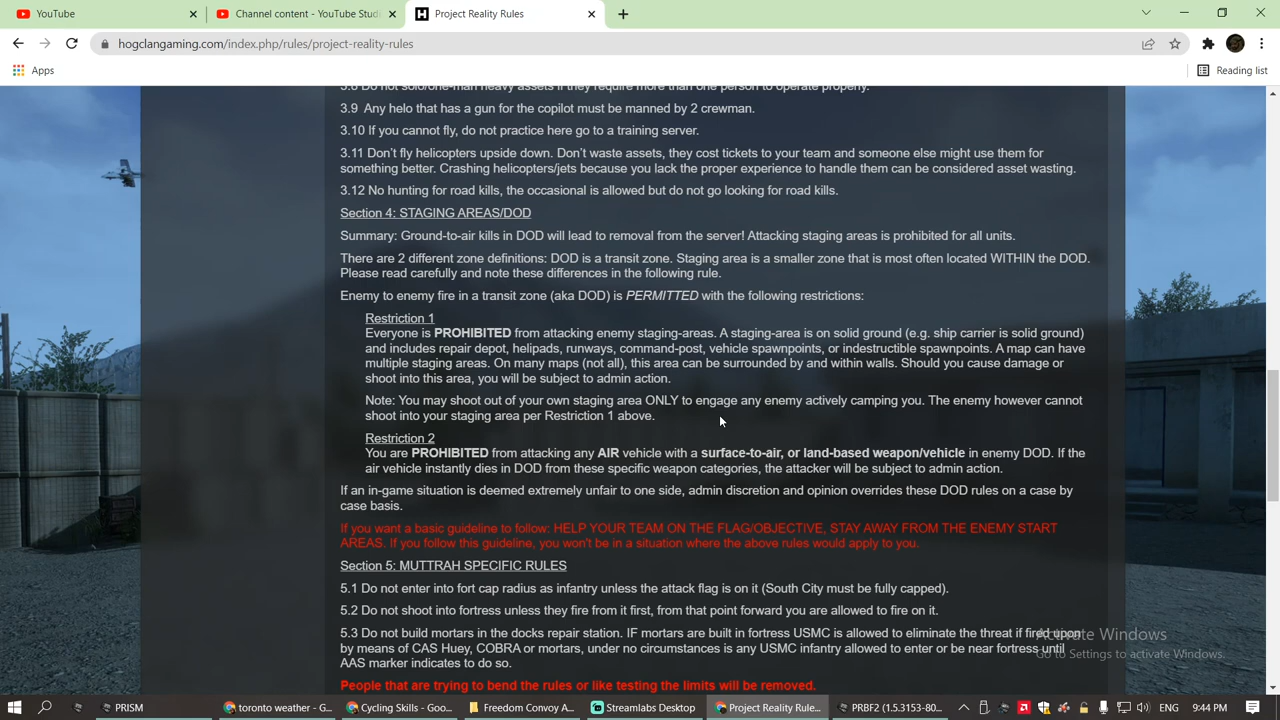 YouTube
Channel content - YouTube Stud
Project Reality Rules
hogclangaming.com/index.php/rules/project-reality-rules
Apps
Reading list
3.8 Do not solo/one-man heavy assets if they require more than one person to operate properly.
3.9 Any helo that has a gun for the copilot must be manned by 2 crewman.
3.10 If you cannot fly, do not practice here go to a training server.
3.11 Don't fly helicopters upside down. Don't waste assets, they cost tickets to your team and someone else might use them for
something better. Crashing helicopters/jets because you lack the proper experience to handle them can be considered asset wasting.
3.12 No hunting for road kills, the occasional is allowed but do not go looking for road kills.
Section 4: STAGING AREAS/DOD
Summary: Ground-to-air kills in DOD will lead to removal from the server! Attacking staging areas is prohibited for all units.
There are 2 different zone definitions: DOD is a transit zone. Staging area is a smaller zone that is most often located WITHIN the DOD.
Please read carefully and note these differences in the following rule.
Enemy to enemy fire in a transit zone (aka DOD) is PERMITTED with the following restrictions:
Restriction 1
Everyone is PROHIBITED from attacking enemy staging-areas. A staging-area is on solid ground (e.g. ship carrier is solid ground)
and includes repair depot, helipads, runways, command-post, vehicle spawnpoints, or indestructible spawnpoints. A map can have
multiple staging areas. On many maps (not all), this area can be surrounded by and within walls. Should you cause damage or
shoot into this area, you will be subject to admin action.
Note: You may shoot out of your own staging area ONLY to engage any enemy actively camping you. The enemy however cannot
shoot into your staging area per Restriction 1 above.
Restriction 2
You are PROHIBITED from attacking any AIR vehicle with a surface-to-air, or land-based weapon/vehicle in enemy DOD. If the
air vehicle instantly dies in DOD from these specific weapon categories, the attacker will be subject to admin action.
If an in-game situation is deemed extremely unfair to one side, admin discretion and opinion overrides these DOD rules on a case by
case basis.
If you want a basic guideline to follow: HELP YOUR TEAM ON THE FLAG/OBJECTIVE, STAY AWAY FROM THE ENEMY START
AREAS. If you follow this guideline, you won't be in a situation where the above rules would apply to you.
Section 5: MUTTRAH SPECIFIC RULES
5.1 Do not enter into fort cap radius as infantry unless the attack flag is on it (South City must be fully capped).
5.2 Do not shoot into fortress unless they fire from it first, from that point forward you are allowed to fire on it.
5.3 Do not build mortars in the docks repair station. IF mortars are built in fortress USMC is allowed to eliminate the threat if fired upon
by means of CAS Huey, COBRA or mortars, under no circumstances is any USMC infantry allowed to enter or be near fortress until
AAS marker indicates to do so.
People that are trying to bend the rules or like testing the limits will be removed.
Activate Windows
Go to Settings to activate Windows.
PRISM
toronto weather - G...
Cycling Skills - Goo...
Freedom Convoy A...
Streamlabs Desktop
Project Reality Rule...
PRBF2 (1.5.3153-80...
ENG
9:44 PM